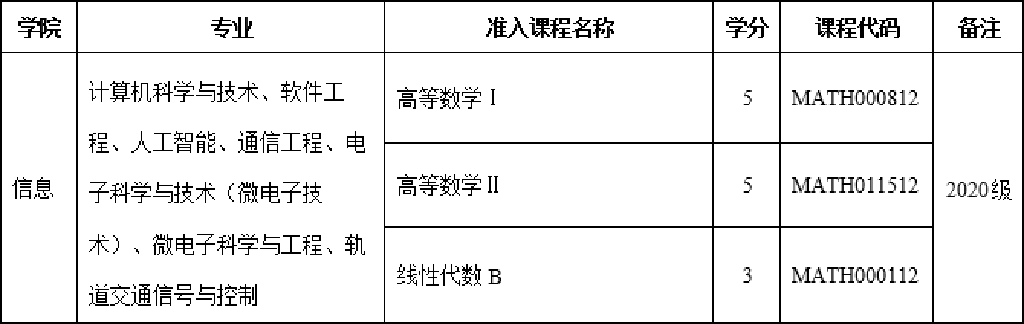 学院 专业 准入课程名称 学分 课程代码 备注
信息
计算机科学与技术、软件工
程、人工智能、通信工程、电
子科学与技术（微电子技
术）、微电子科学与工程、轨
道交通信号与控制
高等数学Ⅰ 5 MATH000812
高等数学Ⅱ 5 MATH011512
线性代数 B 3 MATH000112
2020级